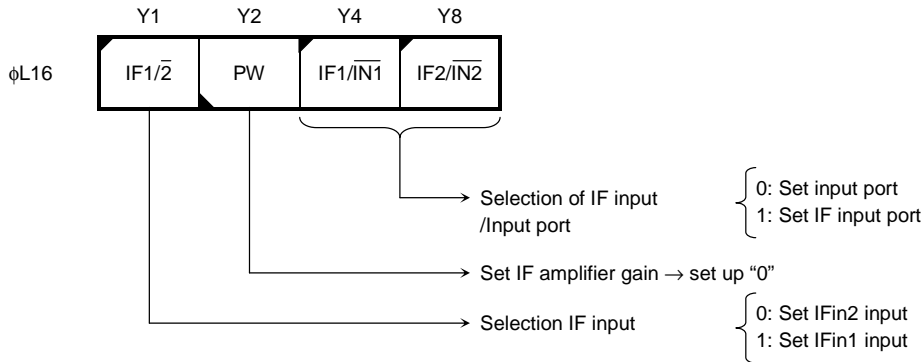 Y1 Y2 Y4 Y8
ϕL16 IF1/2̅ PW IF1/I̅N̅1̅ IF2/I̅N̅2̅
Selection of IF input
/Input port
0: Set input port
1: Set IF input port
Set IF amplifier gain → set up “0”
Selection IF input
0: Set IFin2 input
1: Set IFin1 input